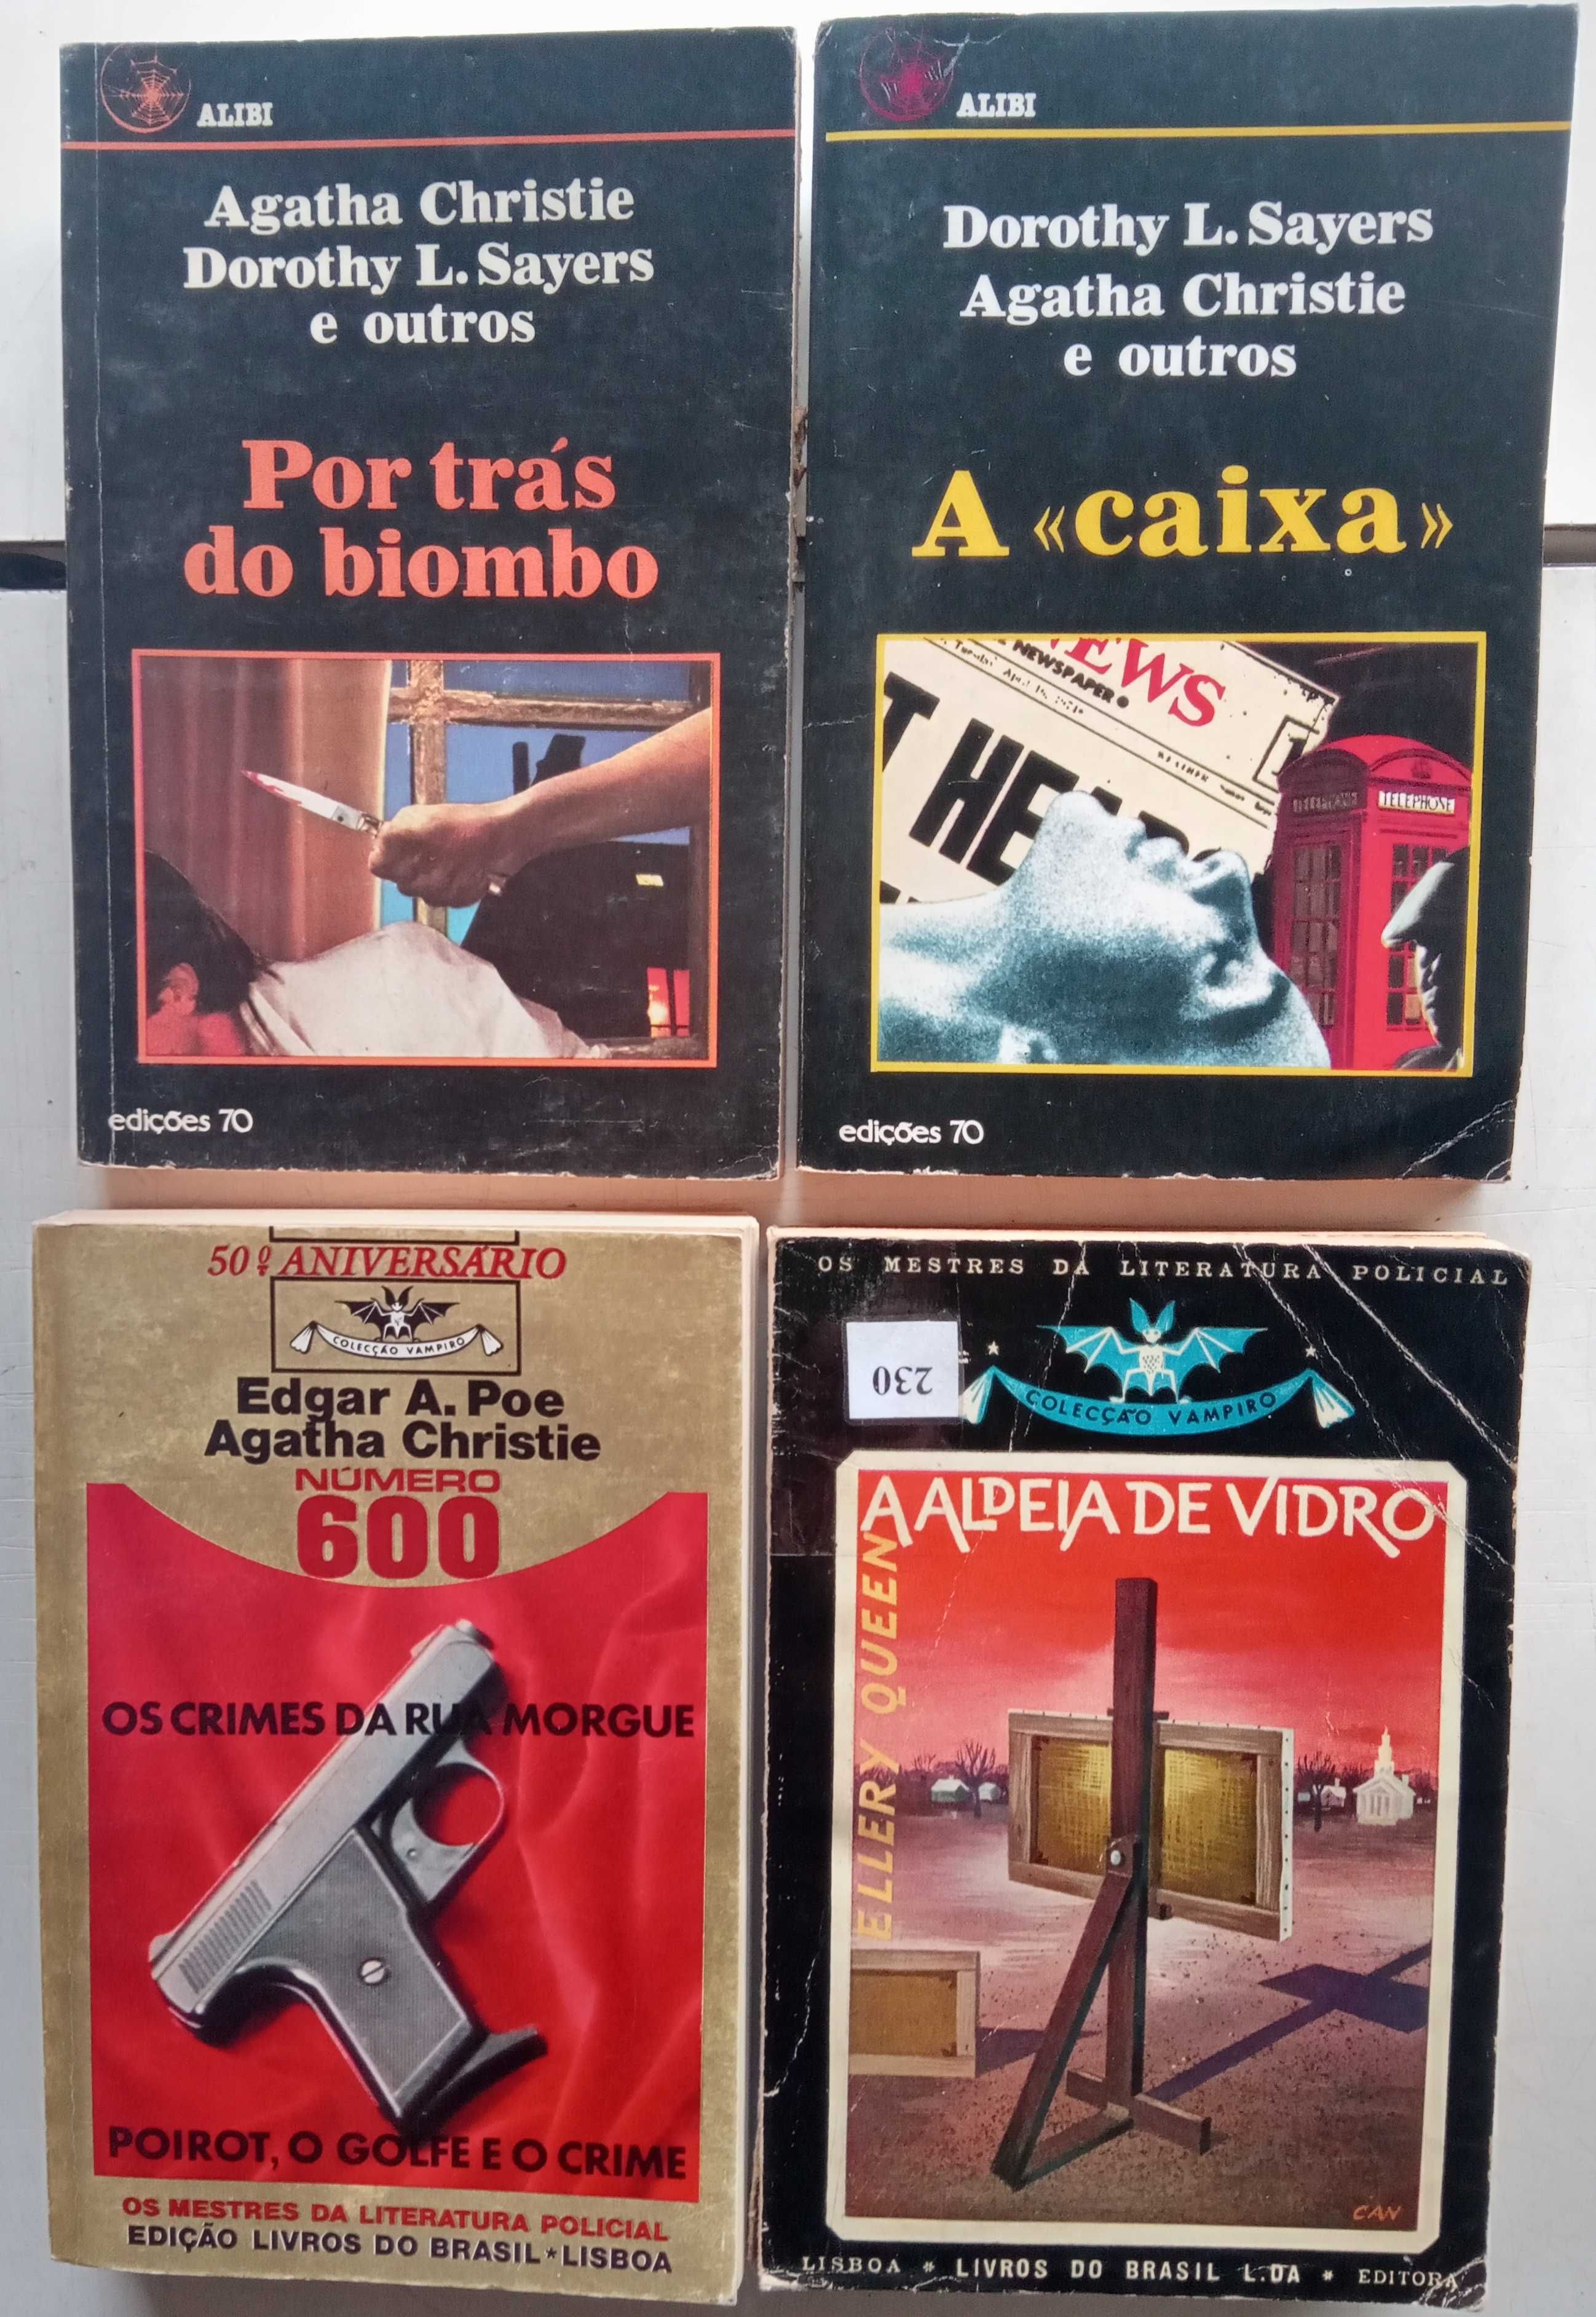 ALIBI
Agatha Christie
Dorothy L. Sayers
e outros
Por trás
do biombo
edições 70
ALIBI
Dorothy L. Sayers
Agatha Christie
e outros
A «caixa»
NEWS
NEWSPAPER
T HEAD
TELEPHONE
TELEPHONE
edições 70
50º ANIVERSÁRIO
COLECÇÃO VAMPIRO
Edgar A. Poe
Agatha Christie
NÚMERO
600
OS CRIMES DA RUA MORGUE
POIROT, O GOLFE E O CRIME
OS MESTRES DA LITERATURA POLICIAL
EDIÇÃO LIVROS DO BRASIL * LISBOA
OS MESTRES DA LITERATURA POLICIAL
230
COLECÇÃO VAMPIRO
A ALDEIA DE VIDRO
ELLERY QUEEN
CAN
LISBOA * LIVROS DO BRASIL L.DA * EDITORA